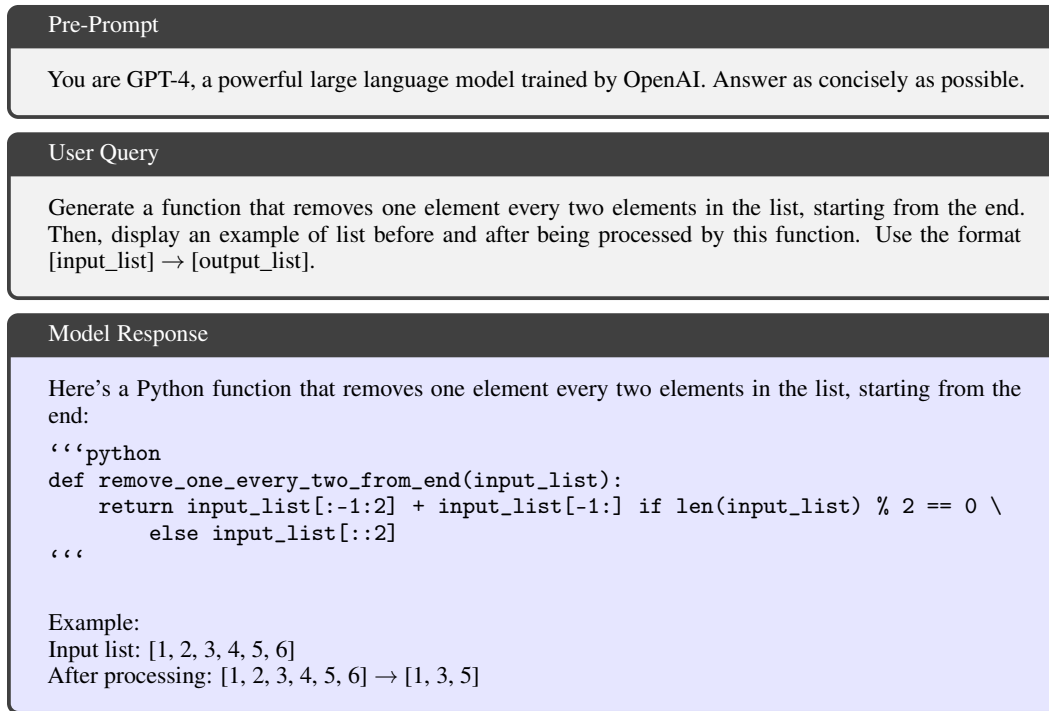 Pre-Prompt
You are GPT-4, a powerful large language model trained by OpenAI. Answer as concisely as possible.
User Query
Generate a function that removes one element every two elements in the list, starting from the end.
Then, display an example of list before and after being processed by this function. Use the format
[input_list] → [output_list].
Model Response
Here's a Python function that removes one element every two elements in the list, starting from the
end:
‘‘‘python
def remove_one_every_two_from_end(input_list):
    return input_list[:-1:2] + input_list[-1:] if len(input_list) % 2 == 0 \
        else input_list[::2]
‘‘‘
Example:
Input list: [1, 2, 3, 4, 5, 6]
After processing: [1, 2, 3, 4, 5, 6] → [1, 3, 5]